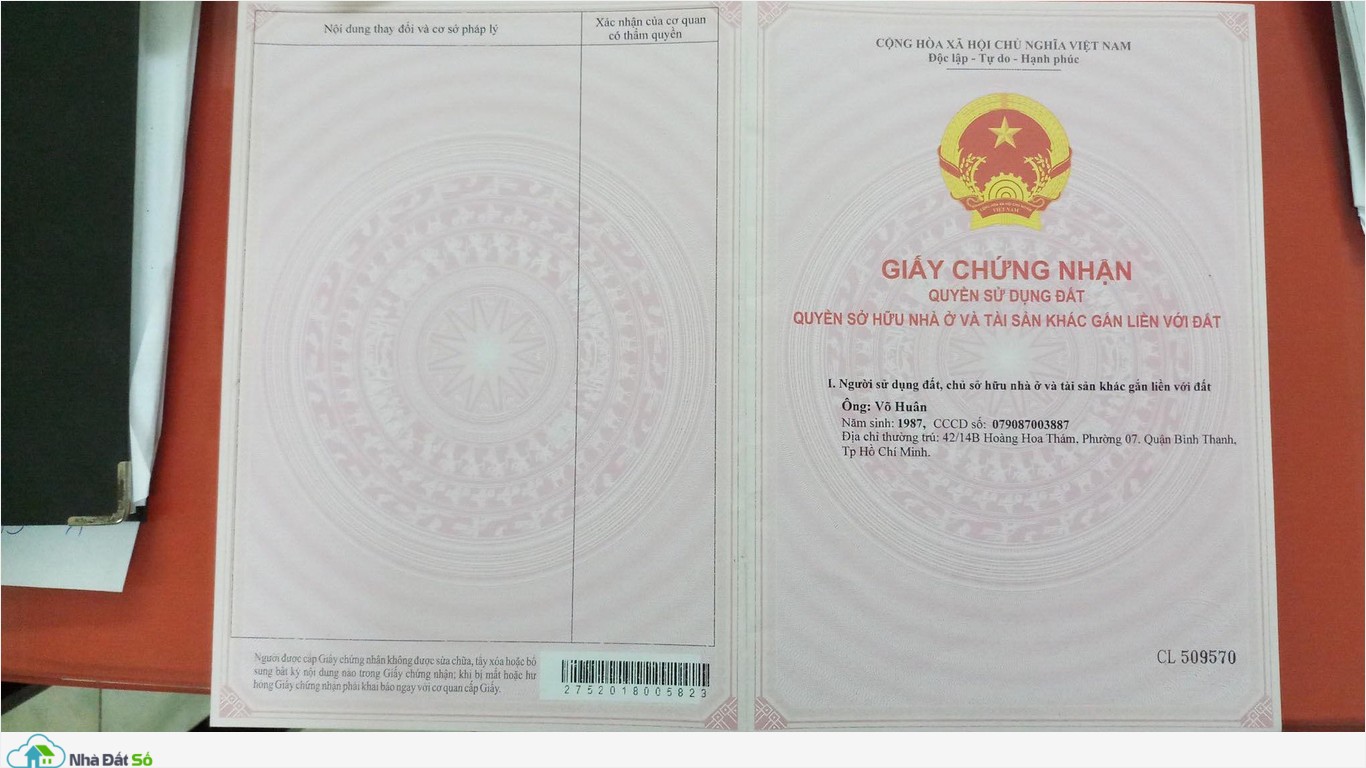 Nội dung thay đổi và cơ sở pháp lý
Xác nhận của cơ quan
có thẩm quyền
Người được cấp Giấy chứng nhận không được sửa chữa, tẩy xóa hoặc bổ
sung bất kỳ nội dung nào trong Giấy chứng nhận; khi bị mất hoặc hư
hỏng Giấy chứng nhận phải khai báo ngay với cơ quan cấp Giấy.
2752018005823
CỘNG HÒA XÃ HỘI CHỦ NGHĨA VIỆT NAM
Độc lập - Tự do - Hạnh phúc
VIỆT NAM
GIẤY CHỨNG NHẬN
QUYỀN SỬ DỤNG ĐẤT
QUYỀN SỞ HỮU NHÀ Ở VÀ TÀI SẢN KHÁC GẮN LIỀN VỚI ĐẤT
I. Người sử dụng đất, chủ sở hữu nhà ở và tài sản khác gắn liền với đất
Ông: Võ Huân
Năm sinh: 1987, CCCD số: 079087003887
Địa chỉ thường trú: 42/14B Hoàng Hoa Thám, Phường 07. Quận Bình Thanh,
Tp Hồ Chí Minh.
CL 509570
Nhà Đất Số